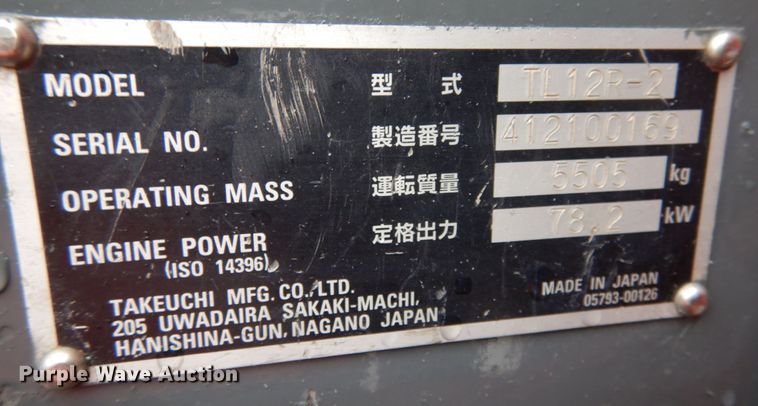 MODEL 型式 TL12R-2
SERIAL NO. 製造番号 412100169
OPERATING MASS 運転質量 5505 kg
ENGINE POWER 定格出力 78.2 kW
(ISO 14396)
TAKEUCHI MFG. CO., LTD.
205 UWADAIRA SAKAKI-MACHI,
HANISHINA-GUN, NAGANO JAPAN
MADE IN JAPAN
05793-00126
Purple Wave Auction